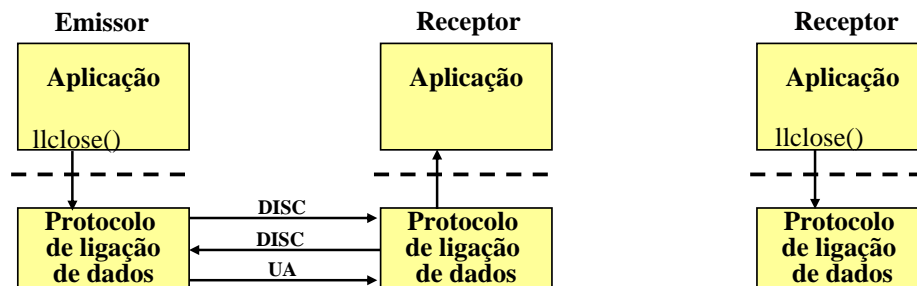 Emissor
Receptor
Receptor
Aplicação
Aplicação
Aplicação
llclose()
llclose()
Protocolo
de ligação
de dados
DISC
DISC
UA
Protocolo
de ligação
de dados
Protocolo
de ligação
de dados